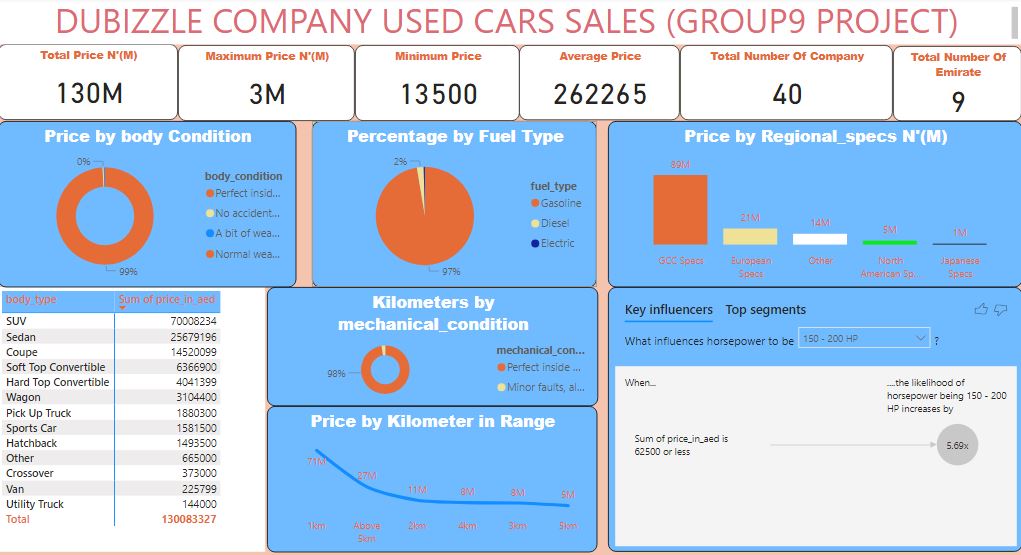 DUBIZZLE COMPANY USED CARS SALES (GROUP9 PROJECT)
Total Price N'(M)
130M
Maximum Price N'(M)
3M
Minimum Price
13500
Average Price
262265
Total Number Of Company
40
Total Number Of
Emirate
9
Price by body Condition
0%
99%
body_condition
Perfect insid...
No accident...
A bit of wea...
Normal wea...
Percentage by Fuel Type
2%
97%
fuel_type
Gasoline
Diesel
Electric
Price by Regional_specs N'(M)
89M
21M
14M
5M
1M
GCC Specs
European
Specs
Other
North
American Sp...
Japanese
Specs
body_type Sum of price_in_aed
SUV 70008234
Sedan 25679196
Coupe 14520099
Soft Top Convertible 6366900
Hard Top Convertible 4041399
Wagon 3104400
Pick Up Truck 1880300
Sports Car 1581500
Hatchback 1493500
Other 665000
Crossover 373000
Van 225799
Utility Truck 144000
Total 130083327
Kilometers by
mechanical_condition
98%
mechanical_con...
Perfect inside ...
Minor faults, al...
Price by Kilometer in Range
71M
27M
11M
8M
8M
5M
1km
Above
5km
2km
4km
3km
5km
Key influencers Top segments
What influences horsepower to be 150 - 200 HP ?
When...
....the likelihood of
horsepower being 150 - 200
HP increases by
Sum of price_in_aed is
62500 or less
5.69x